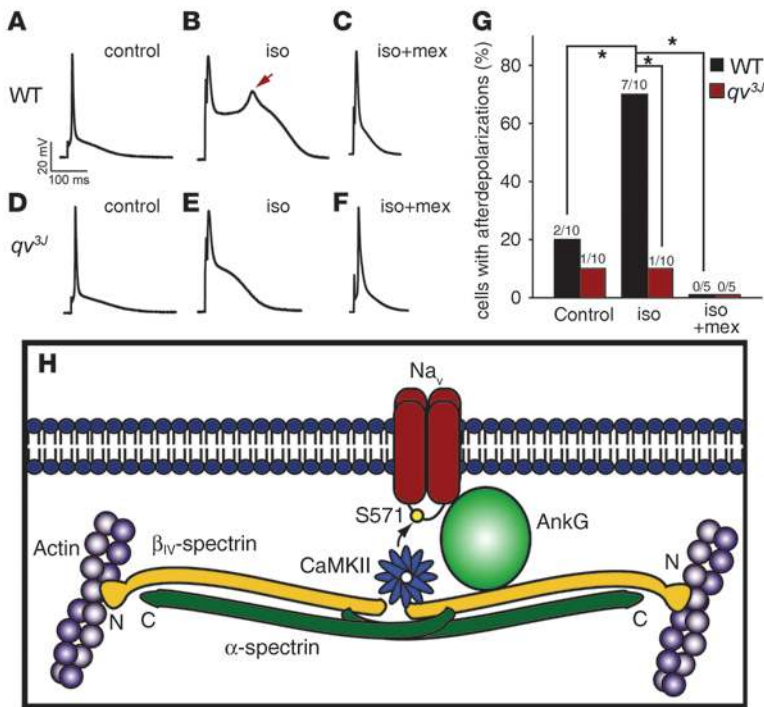 A
control
B
iso
C
iso+mex
WT
20 mV
100 ms
D
control
E
iso
F
iso+mex
qv3J
G
cells with afterdepolarizations (%)
80
60
40
20
0
WT
qv3J
*
*
*
7/10
2/10
1/10
1/10
0/5 0/5
Control
iso
iso
+mex
H
Nav
S571
AnkG
CaMKII
Actin
βIV-spectrin
N
C
α-spectrin
C
N